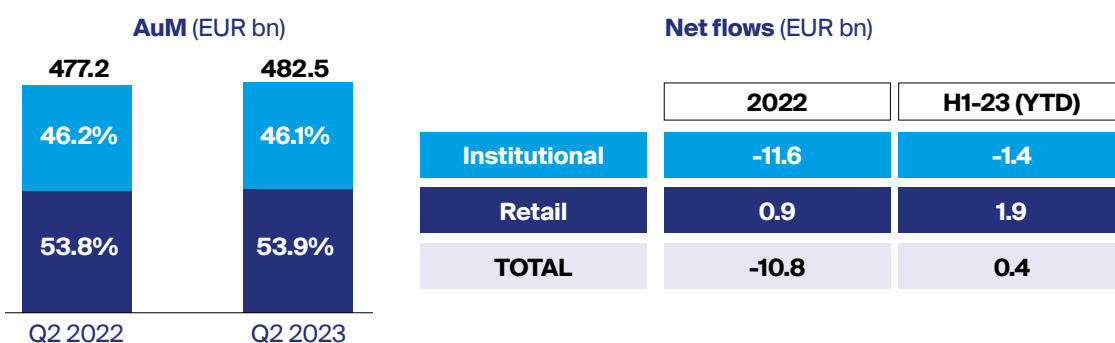 AuM (EUR bn)
477.2 482.5
46.2% 46.1%
53.8% 53.9%
Q2 2022 Q2 2023
Net flows (EUR bn)
2022 H1-23 (YTD)
Institutional -11.6 -1.4
Retail 0.9 1.9
TOTAL -10.8 0.4